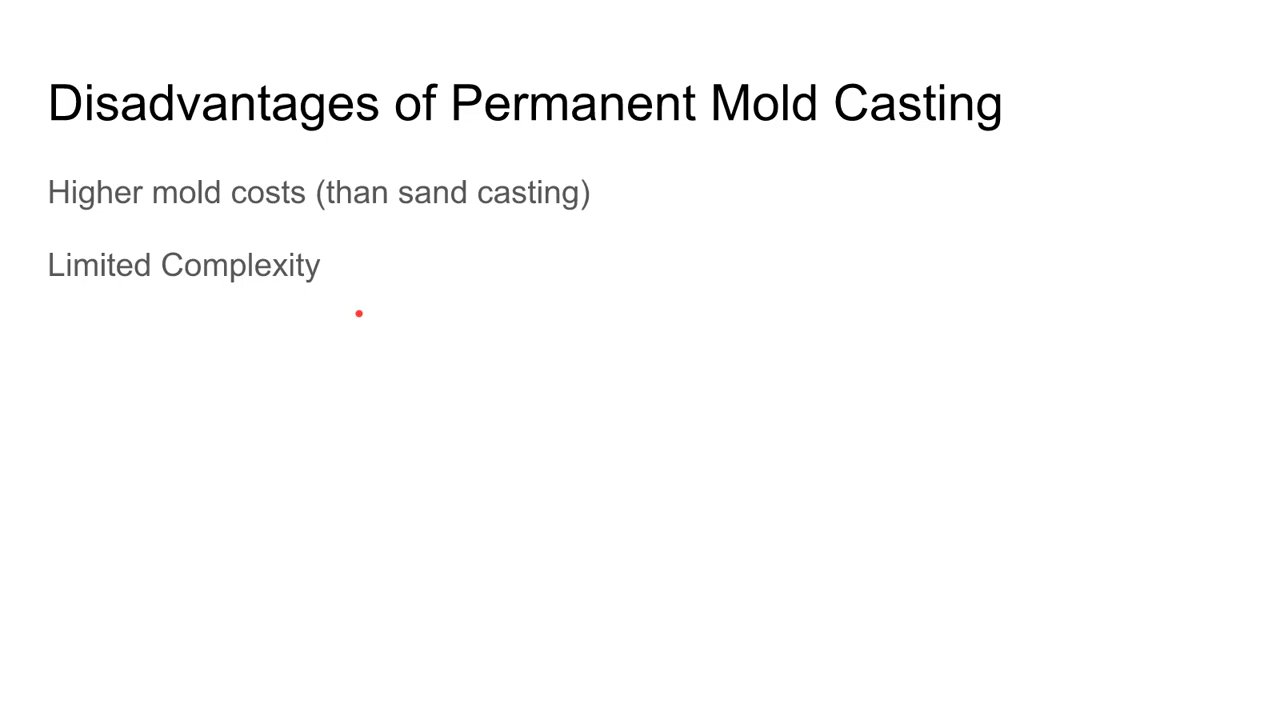 Disadvantages of Permanent Mold Casting
Higher mold costs (than sand casting)
Limited Complexity